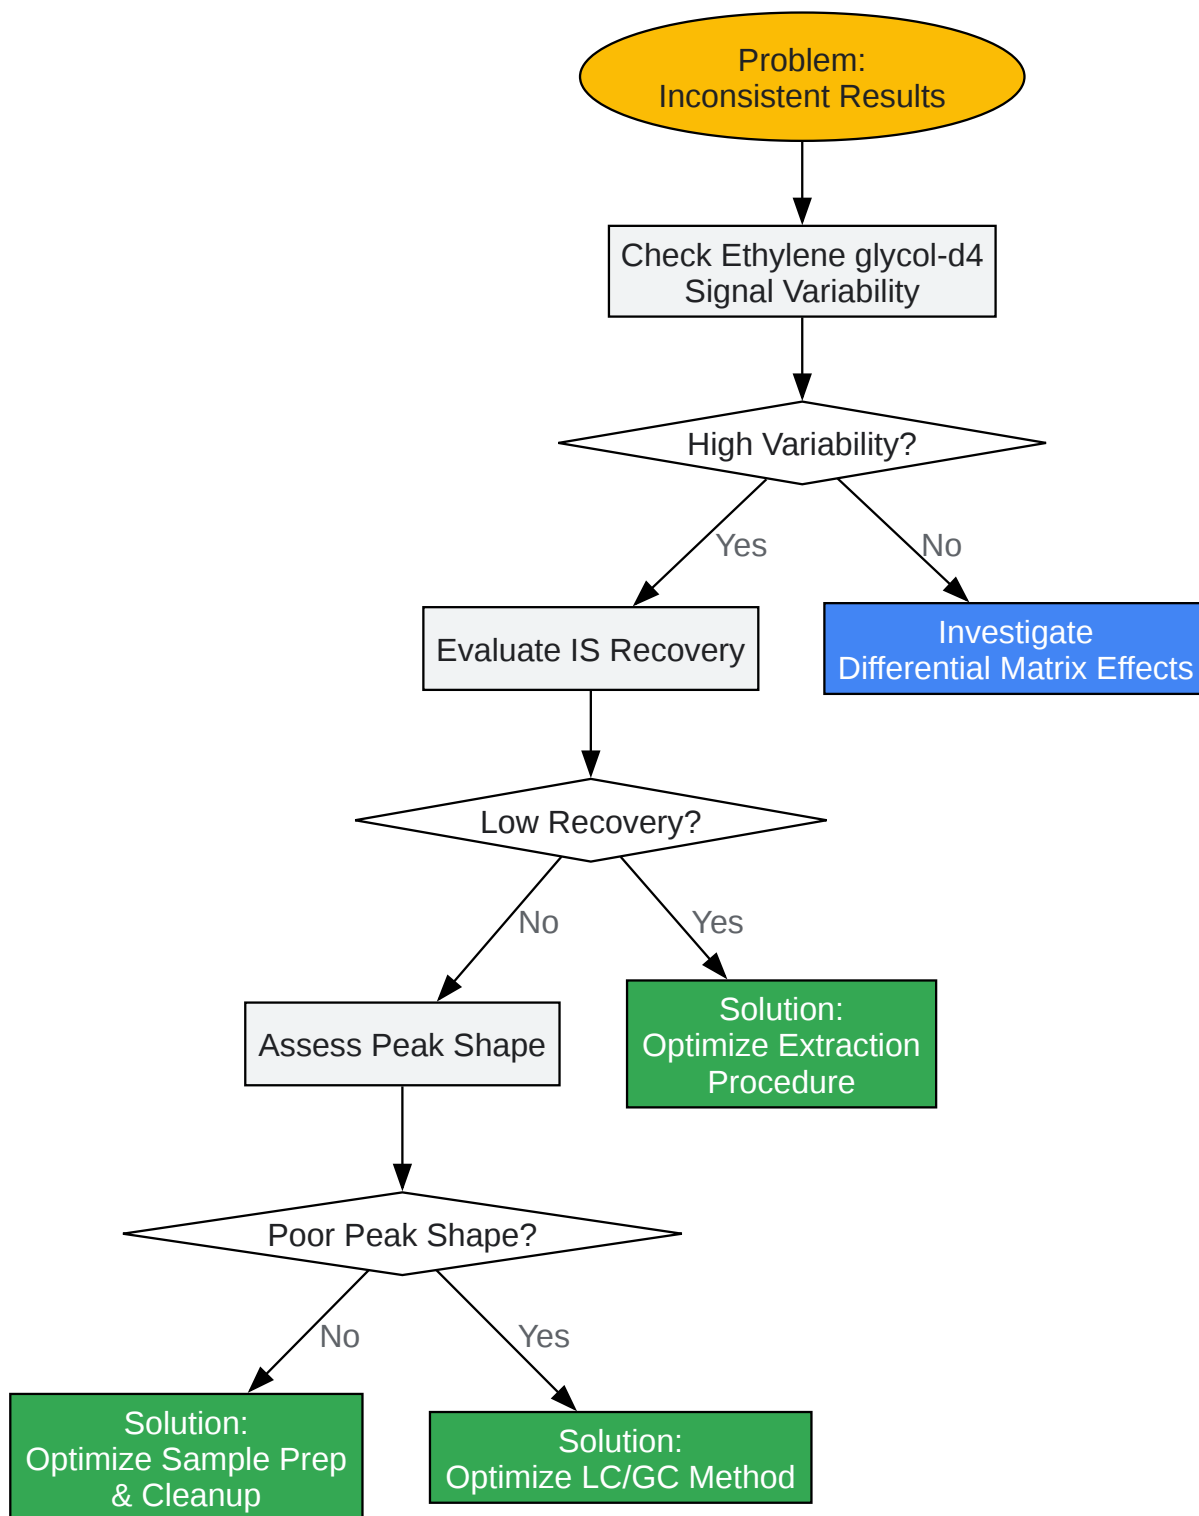 Problem:
Inconsistent Results
Check Ethylene glycol-d4
Signal Variability
High Variability?
Yes
No
Evaluate IS Recovery
Investigate
Differential Matrix Effects
Low Recovery?
No
Yes
Assess Peak Shape
Solution:
Optimize Extraction
Procedure
Poor Peak Shape?
No
Yes
Solution:
Optimize Sample Prep
& Cleanup
Solution:
Optimize LC/GC Method